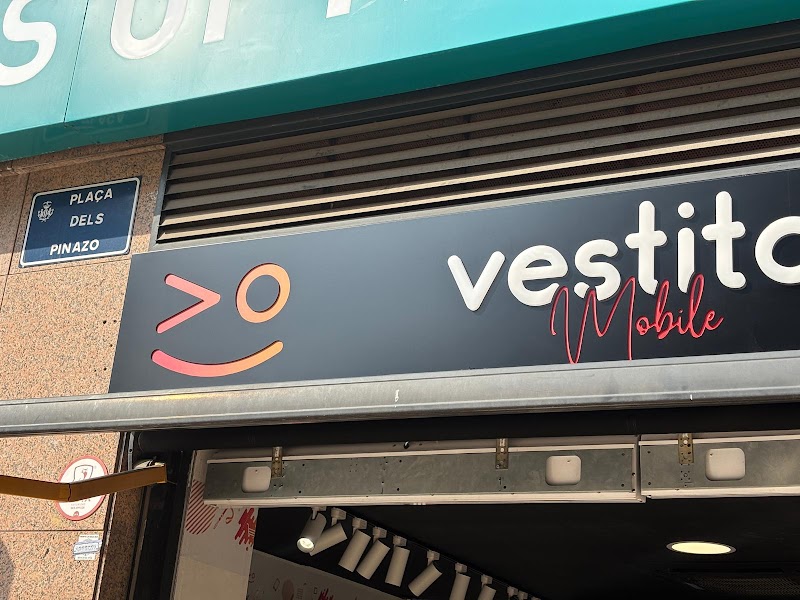 PLAÇA
DELS
PINAZO
vestito
Mobile